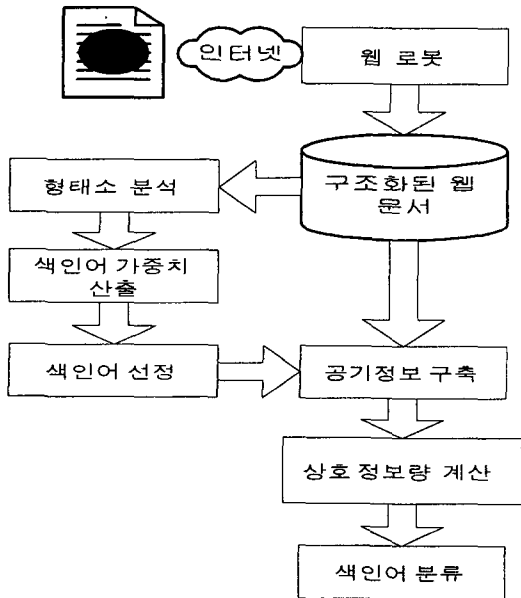 인터넷
웹 로봇
구조화된 웹
문서
형태소 분석
색인어 가중치
산출
색인어 선정
공기정보 구축
상호 정보량 계산
색인어 분류